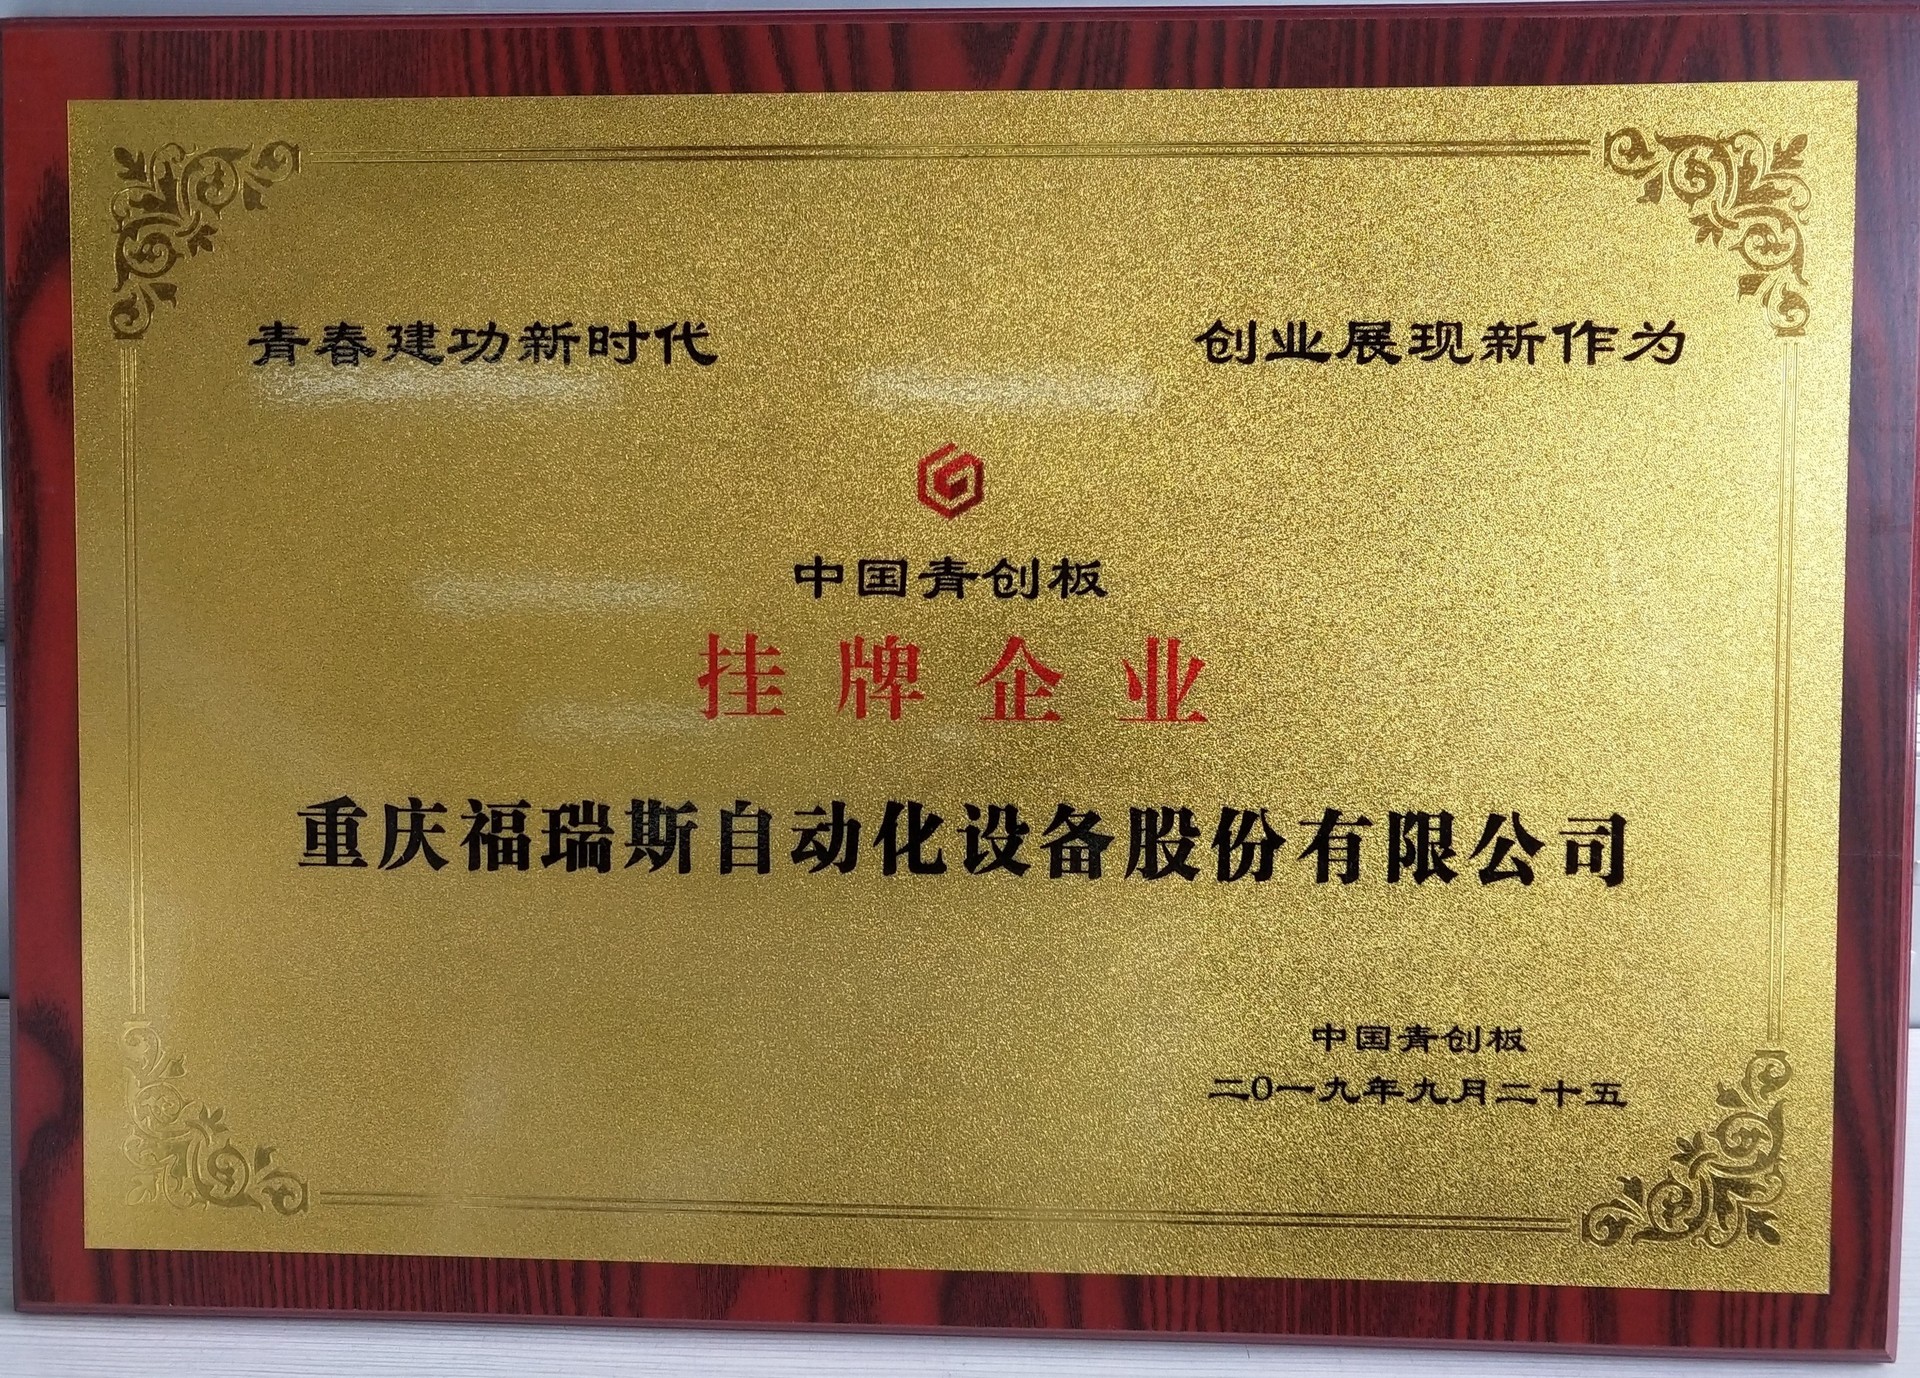 青春建功新时代 创业展现新作为
中国青创板
挂牌企业
重庆福瑞斯自动化设备股份有限公司
中国青创板
二0一九年九月二十五